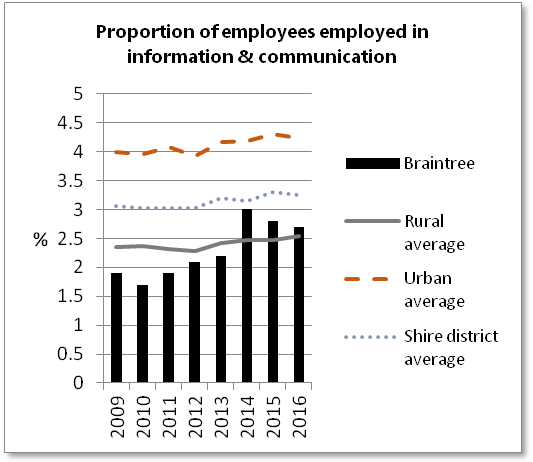 Proportion of employees employed in
information & communication
5
4.5
4
3.5
3
2.5
2
1.5
1
0.5
0
%
2009
2010
2011
2012
2013
2014
2015
2016
Braintree
Rural
average
Urban
average
Shire district
average